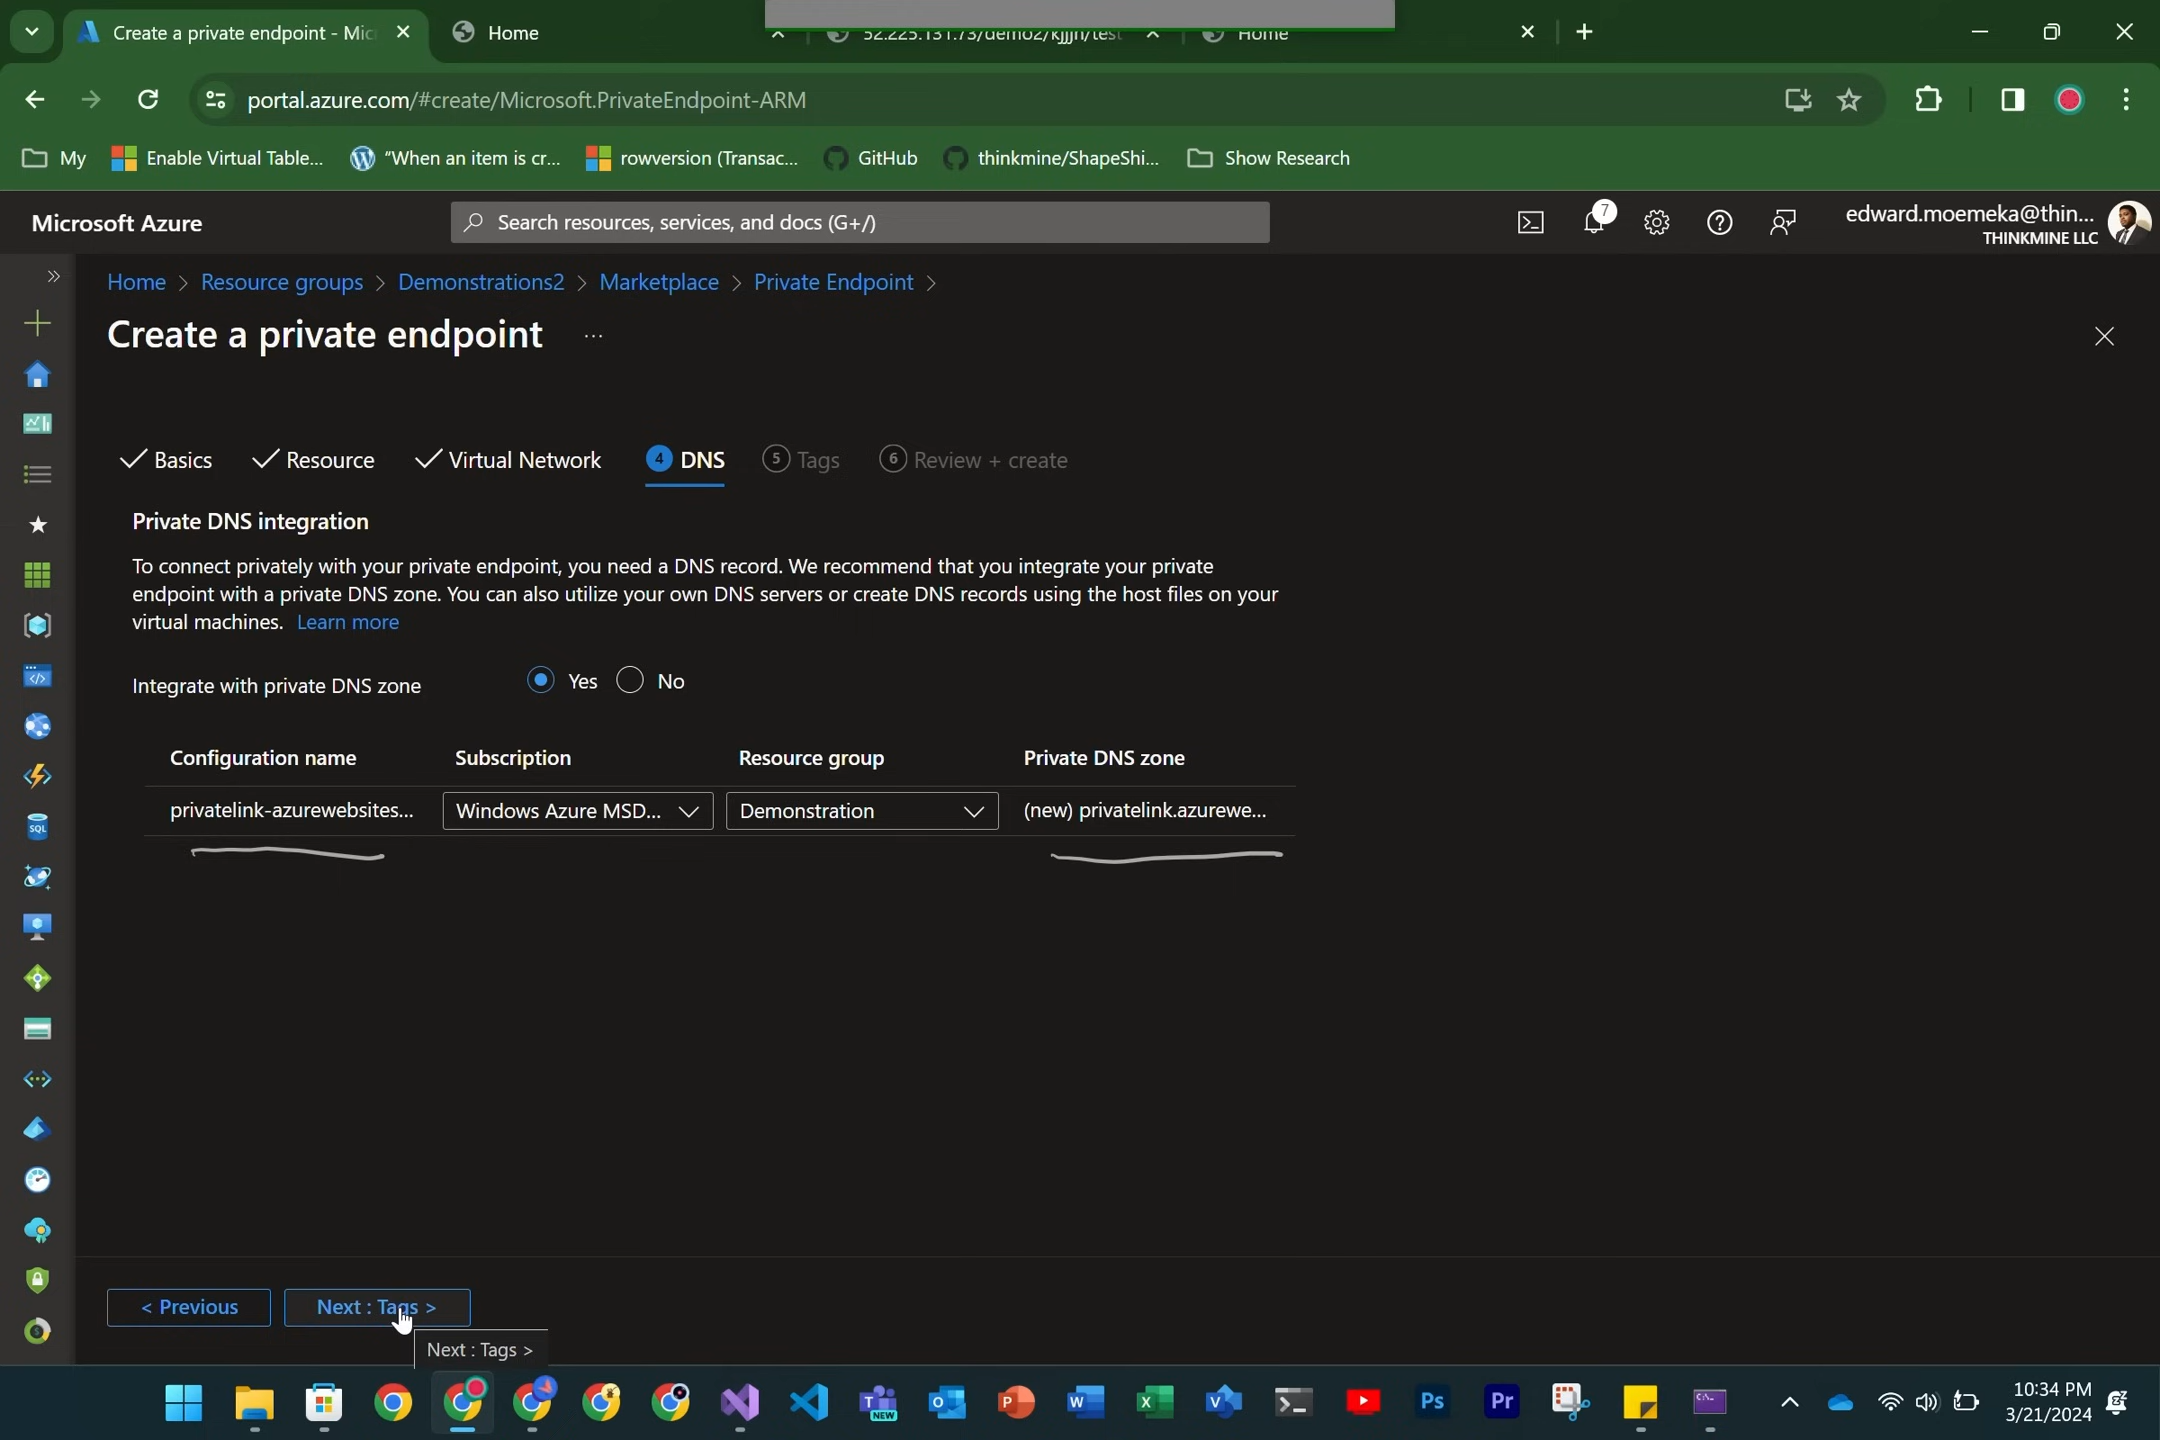 Create a private endpoint - Mic
Home
52.225.131.73/demo2/kjjjh/test
Home
portal.azure.com/#create/Microsoft.PrivateEndpoint-ARM
My
Enable Virtual Table...
“When an item is cr...
rowversion (Transac...
GitHub
thinkmine/ShapeShi...
Show Research
Microsoft Azure
Search resources, services, and docs (G+/)
7
edward.moemeka@thin...
THINKMINE LLC
Home > Resource groups > Demonstrations2 > Marketplace > Private Endpoint >
Create a private endpoint ...
Basics
Resource
Virtual Network
4 DNS
5 Tags
6 Review + create
Private DNS integration
To connect privately with your private endpoint, you need a DNS record. We recommend that you integrate your private
endpoint with a private DNS zone. You can also utilize your own DNS servers or create DNS records using the host files on your
virtual machines. Learn more
Integrate with private DNS zone
Yes
No
Configuration name Subscription Resource group Private DNS zone
privatelink-azurewebsites... Windows Azure MSD... Demonstration (new) privatelink.azurewe...
< Previous
Next : Tags >
Next : Tags >
10:34 PM
3/21/2024